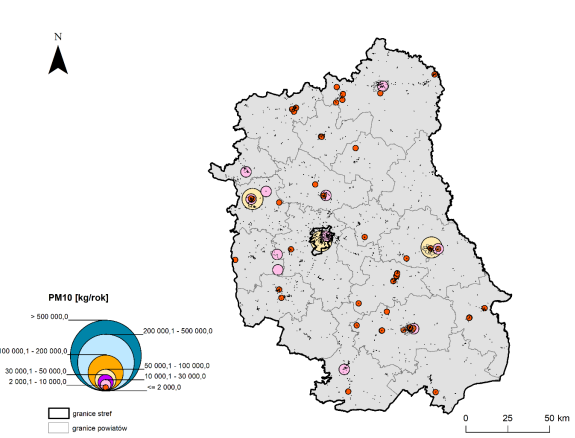 N
PM10 [kg/rok]
> 500 000,0
200 000,1 - 500 000,0
100 000,1 - 200 000,0
50 000,1 - 100 000,0
30 000,1 - 50 000,0
10 000,1 - 30 000,0
2 000,1 - 10 000,0
<= 2 000,0
granice stref
granice powiatów
0 25 50 km